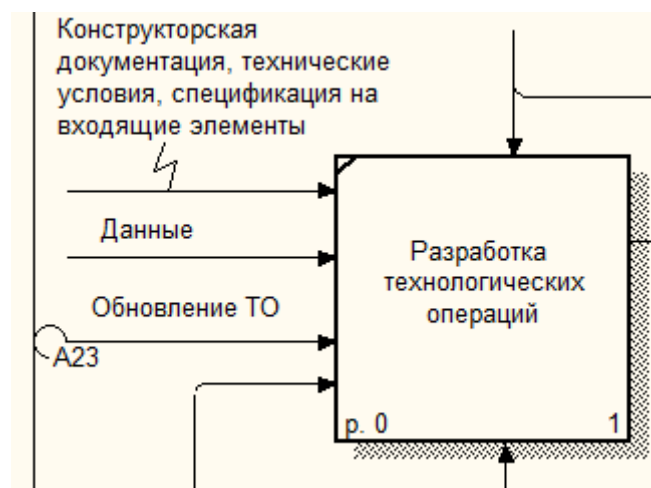 Конструкторская
документация, технические
условия, спецификация на
входящие элементы
Данные
Обновление ТО
A23
Разработка
технологических
операций
р. 0
1